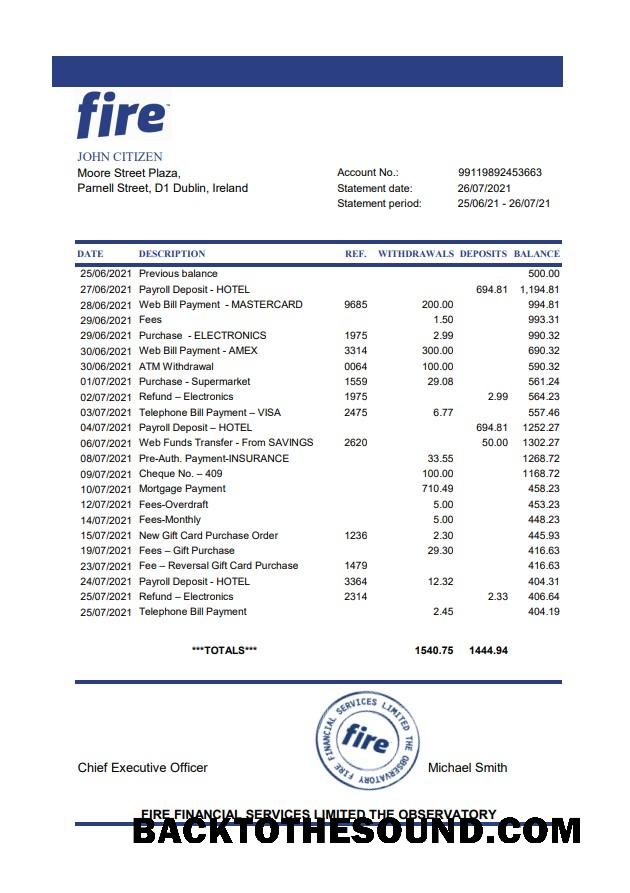 fire™
JOHN CITIZEN
Moore Street Plaza,
Parnell Street, D1 Dublin, Ireland
Account No.: 99119892453663
Statement date: 26/07/2021
Statement period: 25/06/21 - 26/07/21
DATE DESCRIPTION REF. WITHDRAWALS DEPOSITS BALANCE
25/06/2021 Previous balance 500.00
27/06/2021 Payroll Deposit - HOTEL 694.81 1,194.81
28/06/2021 Web Bill Payment - MASTERCARD 9685 200.00 994.81
29/06/2021 Fees 1.50 993.31
29/06/2021 Purchase - ELECTRONICS 1975 2.99 990.32
30/06/2021 Web Bill Payment - AMEX 3314 300.00 690.32
30/06/2021 ATM Withdrawal 0064 100.00 590.32
01/07/2021 Purchase - Supermarket 1559 29.08 561.24
02/07/2021 Refund – Electronics 1975 2.99 564.23
03/07/2021 Telephone Bill Payment – VISA 2475 6.77 557.46
04/07/2021 Payroll Deposit – HOTEL 694.81 1252.27
06/07/2021 Web Funds Transfer - From SAVINGS 2620 50.00 1302.27
08/07/2021 Pre-Auth. Payment-INSURANCE 33.55 1268.72
09/07/2021 Cheque No. – 409 100.00 1168.72
10/07/2021 Mortgage Payment 710.49 458.23
12/07/2021 Fees-Overdraft 5.00 453.23
14/07/2021 Fees-Monthly 5.00 448.23
15/07/2021 New Gift Card Purchase Order 1236 2.30 445.93
19/07/2021 Fees – Gift Purchase 29.30 416.63
23/07/2021 Fee – Reversal Gift Card Purchase 1479 416.63
24/07/2021 Payroll Deposit - HOTEL 3364 12.32 404.31
25/07/2021 Refund – Electronics 2314 2.33 406.64
25/07/2021 Telephone Bill Payment 2.45 404.19
***TOTALS*** 1540.75 1444.94
FIRE FINANCIAL SERVICES LIMITED THE OBSERVATORY
fire
Chief Executive Officer Michael Smith
FIRE FINANCIAL SERVICES LIMITED THE OBSERVATORY
BACKTOTHESOUND.COM